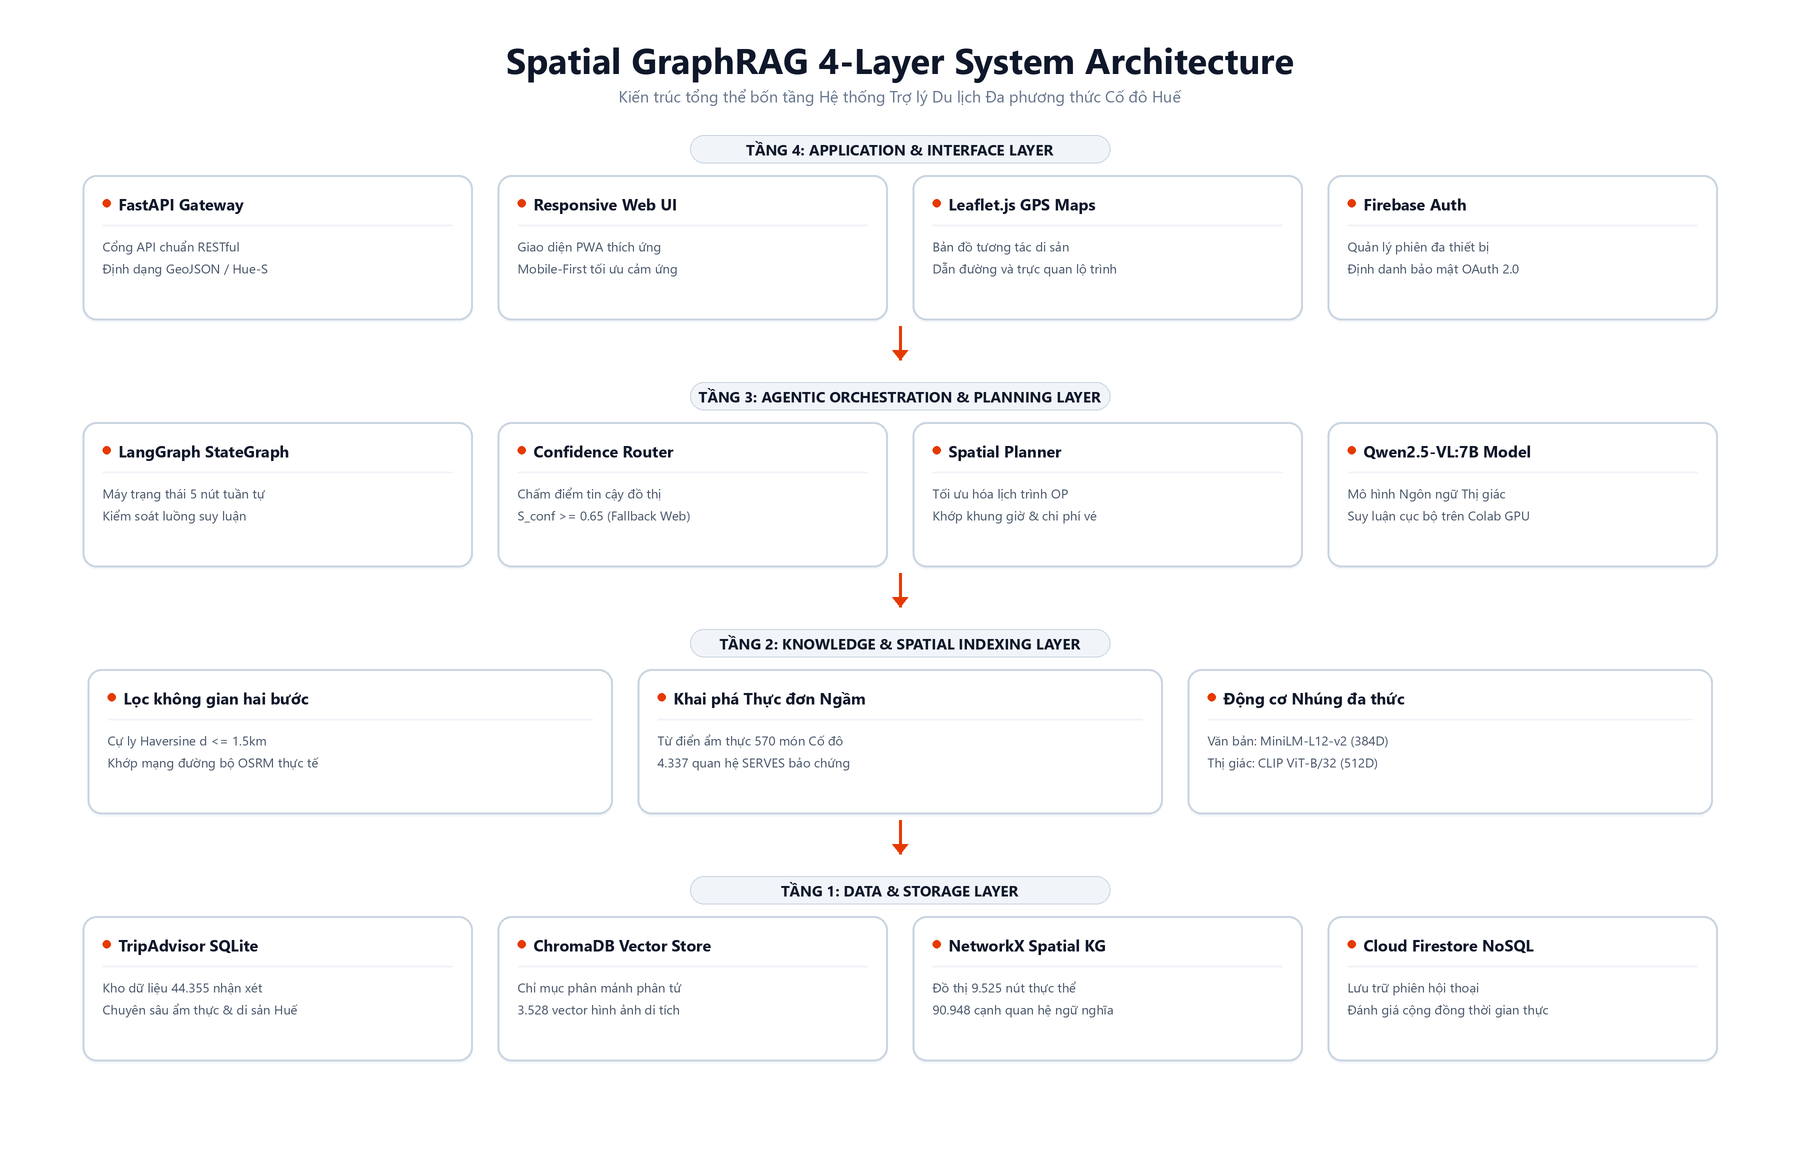 Spatial GraphRAG 4-Layer System Architecture
Kiến trúc tổng thể bốn tầng Hệ thống Trợ lý Du lịch Đa phương thức Cố đô Huế
TẦNG 4: APPLICATION & INTERFACE LAYER
FastAPI Gateway
Cổng API chuẩn RESTful
Định dạng GeoJSON / Hue-S
Responsive Web UI
Giao diện PWA thích ứng
Mobile-First tối ưu cảm ứng
Leaflet.js GPS Maps
Bản đồ tương tác di sản
Dẫn đường và trực quan lộ trình
Firebase Auth
Quản lý phiên đa thiết bị
Định danh bảo mật OAuth 2.0
TẦNG 3: AGENTIC ORCHESTRATION & PLANNING LAYER
LangGraph StateGraph
Máy trạng thái 5 nút tuần tự
Kiểm soát luồng suy luận
Confidence Router
Chấm điểm tin cậy đồ thị
S_conf >= 0.65 (Fallback Web)
Spatial Planner
Tối ưu hóa lịch trình OP
Khớp khung giờ & chi phí vé
Qwen2.5-VL:7B Model
Mô hình Ngôn ngữ Thị giác
Suy luận cục bộ trên Colab GPU
TẦNG 2: KNOWLEDGE & SPATIAL INDEXING LAYER
Lọc không gian hai bước
Cự ly Haversine d <= 1.5km
Khớp mạng đường bộ OSRM thực tế
Khai phá Thực đơn Ngầm
Từ điển ẩm thực 570 món Cố đô
4.337 quan hệ SERVES bảo chứng
Động cơ Nhúng đa thức
Văn bản: MiniLM-L12-v2 (384D)
Thị giác: CLIP ViT-B/32 (512D)
TẦNG 1: DATA & STORAGE LAYER
TripAdvisor SQLite
Kho dữ liệu 44.355 nhận xét
Chuyên sâu ẩm thực & di sản Huế
ChromaDB Vector Store
Chỉ mục phân mảnh phân tử
3.528 vector hình ảnh di tích
NetworkX Spatial KG
Đồ thị 9.525 nút thực thể
90.948 cạnh quan hệ ngữ nghĩa
Cloud Firestore NoSQL
Lưu trữ phiên hội thoại
Đánh giá cộng đồng thời gian thực